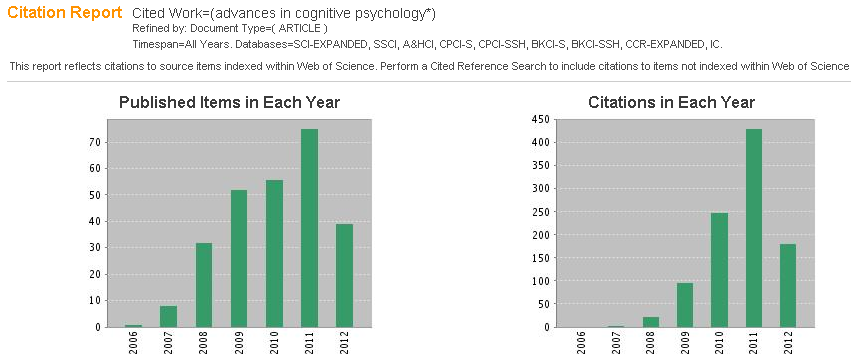 Citation Report Cited Work=(advances in cognitive psychology*)
Refined by: Document Type=( ARTICLE )
Timespan=All Years. Databases=SCI-EXPANDED, SSCI, A&HCI, CPCI-S, CPCI-SSH, BKCI-S, BKCI-SSH, CCR-EXPANDED, IC.
This report reflects citations to source items indexed within Web of Science. Perform a Cited Reference Search to include citations to items not indexed within Web of Science
Published Items in Each Year
70
60
50
40
30
20
10
0
2006 2007 2008 2009 2010 2011 2012
Citations in Each Year
450
400
350
300
250
200
150
100
50
0
2006 2007 2008 2009 2010 2011 2012